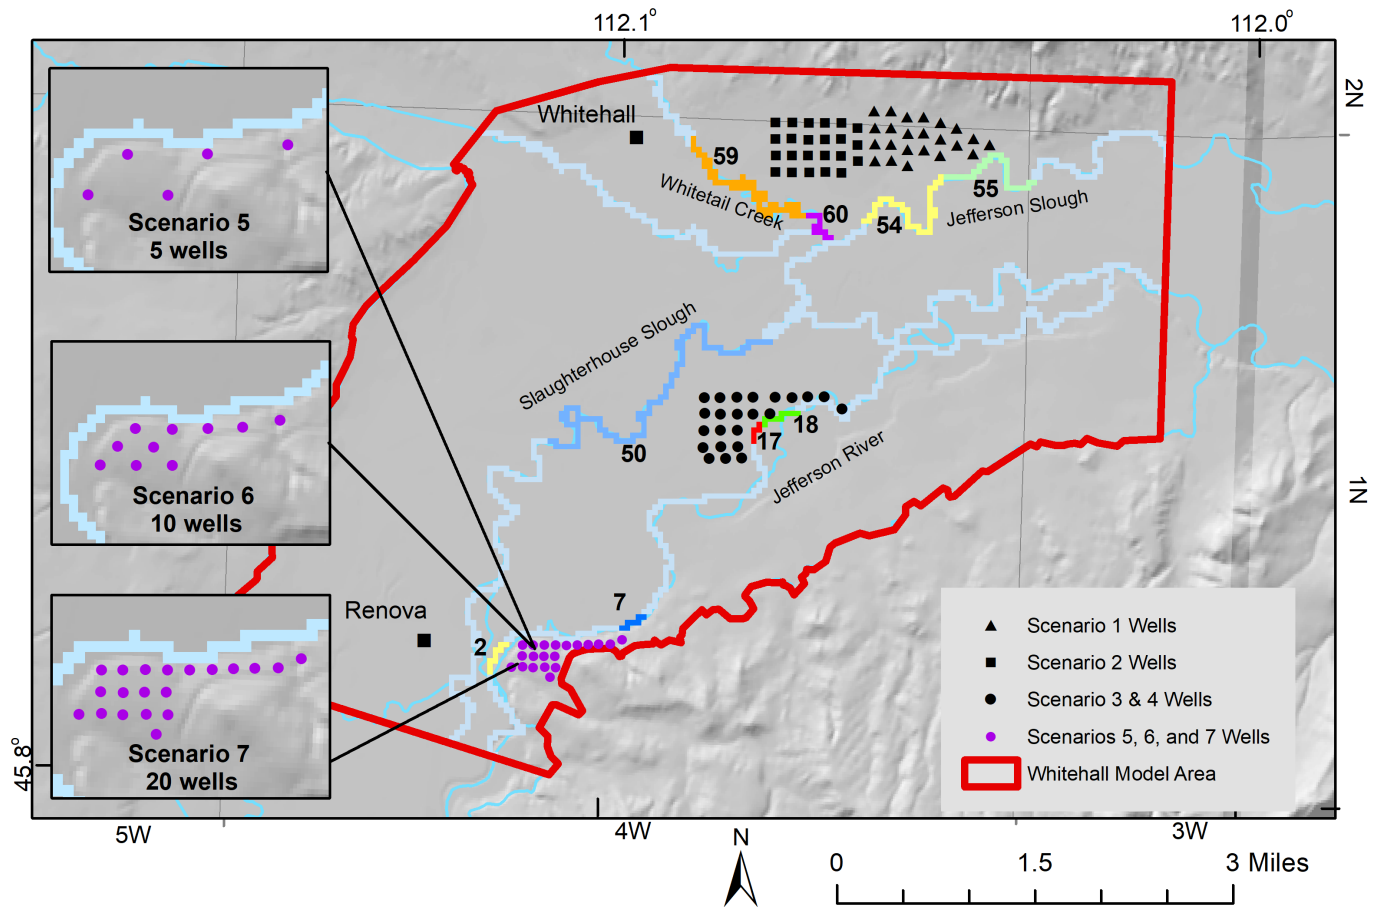 112.1°
112.0°
2N
Whitehall
59
Whitetail Creek
60
54
55
Jefferson Slough
Scenario 5
5 wells
Slaughterhouse Slough
50
17
18
Jefferson River
1N
Scenario 6
10 wells
Renova
2
7
Scenario 7
20 wells
45.8°
Scenario 1 Wells
Scenario 2 Wells
Scenario 3 & 4 Wells
Scenarios 5, 6, and 7 Wells
Whitehall Model Area
5W
4W
3W
N
0
1.5
3 Miles